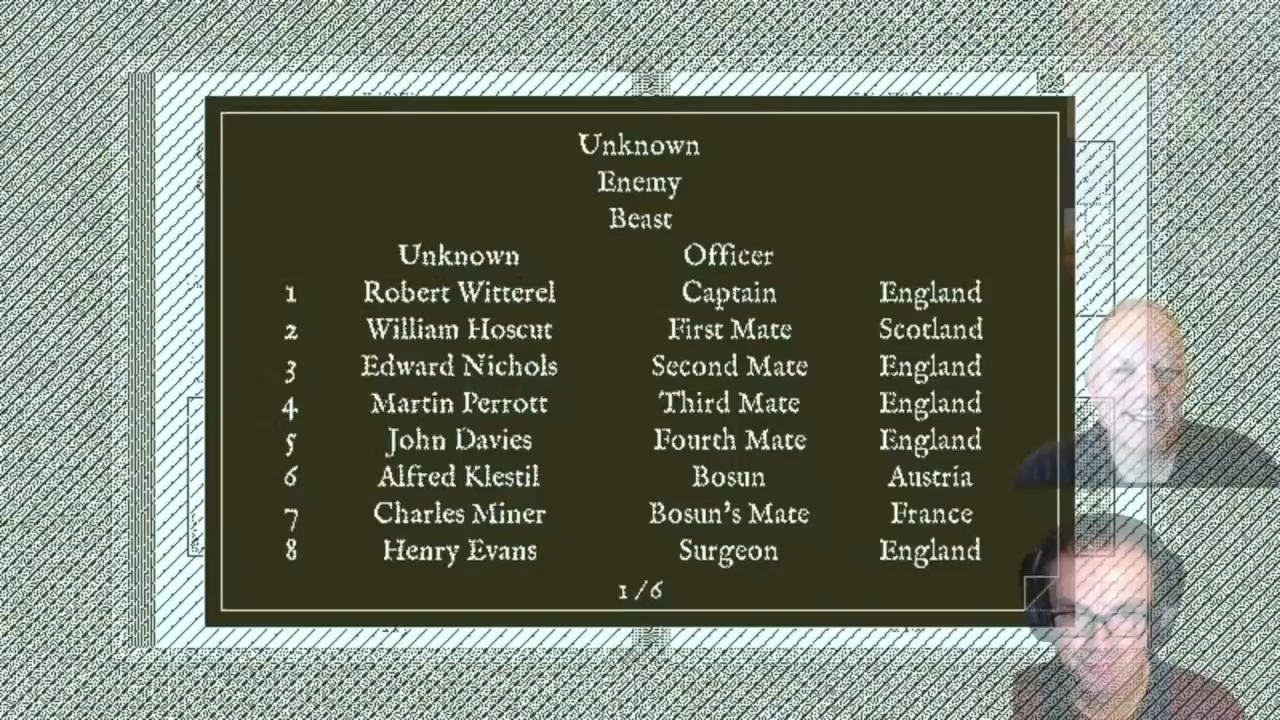 Unknown
Enemy
Beast
Unknown Officer
1 Robert Witterel Captain England
2 William Hoscut First Mate Scotland
3 Edward Nichols Second Mate England
4 Martin Perrott Third Mate England
5 John Davies Fourth Mate England
6 Alfred Klestil Bosun Austria
7 Charles Miner Bosun's Mate France
8 Henry Evans Surgeon England
1/6